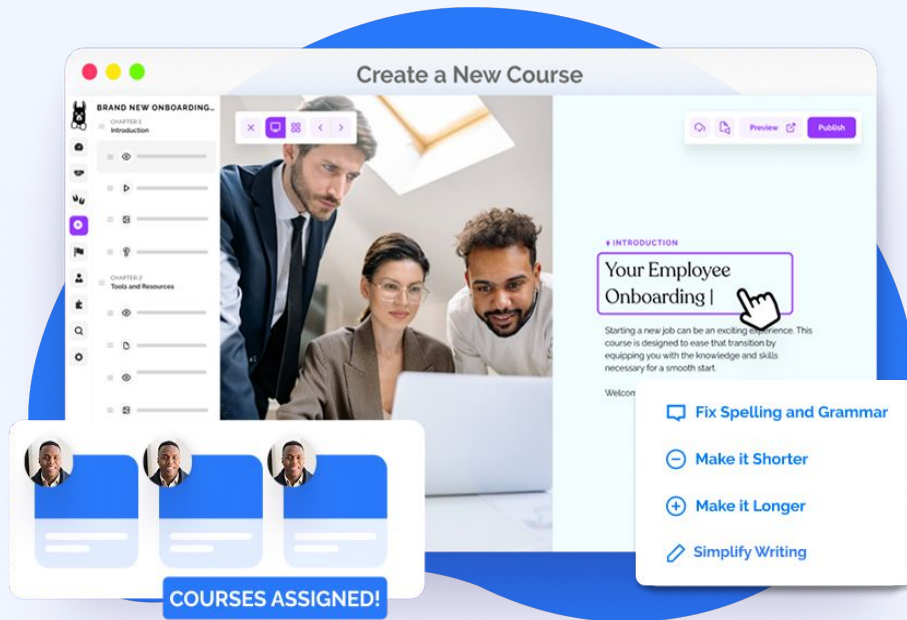 Create a New Course
BRAND NEW ONBOARDING...
CHAPTER 1
Introduction
CHAPTER 2
Tools and Resources
Preview
Publish
INTRODUCTION
Your Employee
Onboarding |
Starting a new job can be an exciting experience. This
course is designed to ease that transition by
equipping you with the knowledge and skills
necessary for a smooth start.
Welcom
Fix Spelling and Grammar
Make it Shorter
Make it Longer
Simplify Writing
COURSES ASSIGNED!